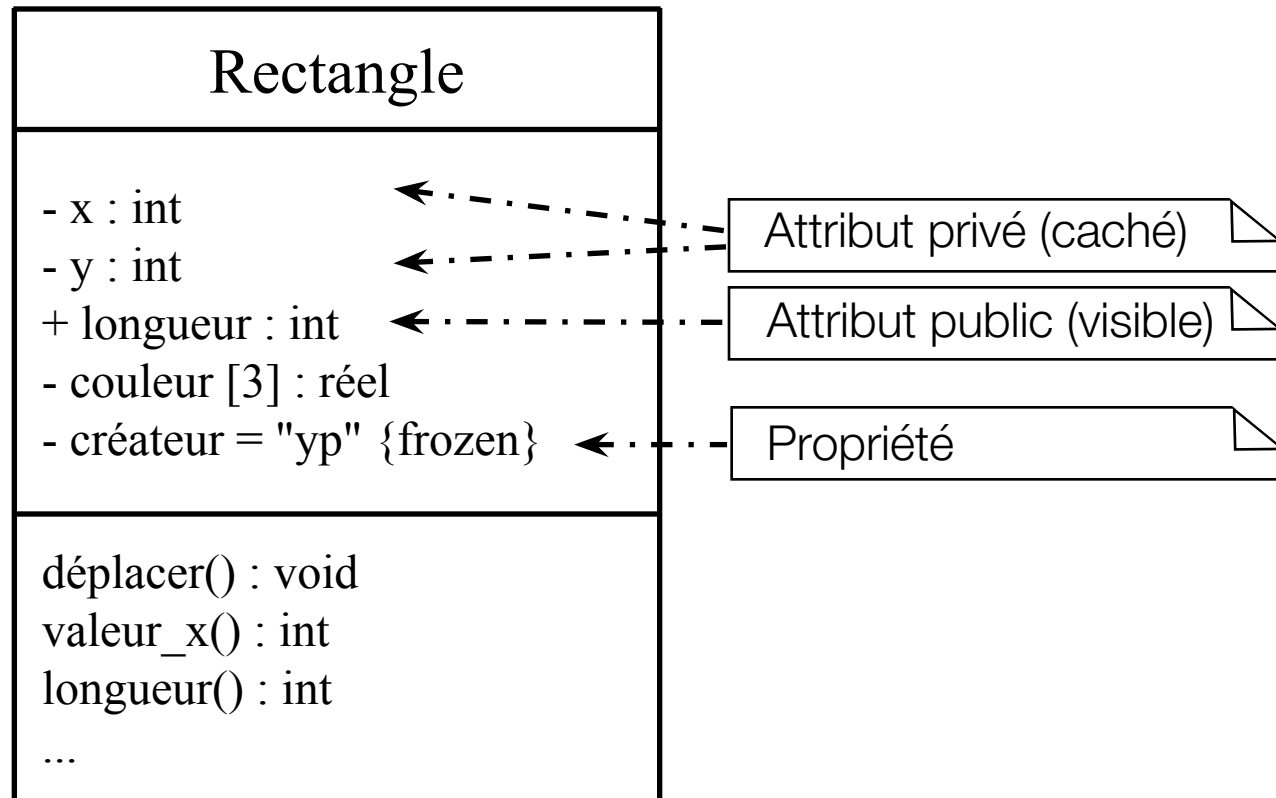 Rectangle
- x : int
- y : int
+ longueur : int
- couleur [3] : réel
- créateur = "yp" {frozen}
déplacer() : void
valeur_x() : int
longueur() : int
...
Attribut privé (caché)
Attribut public (visible)
Propriété